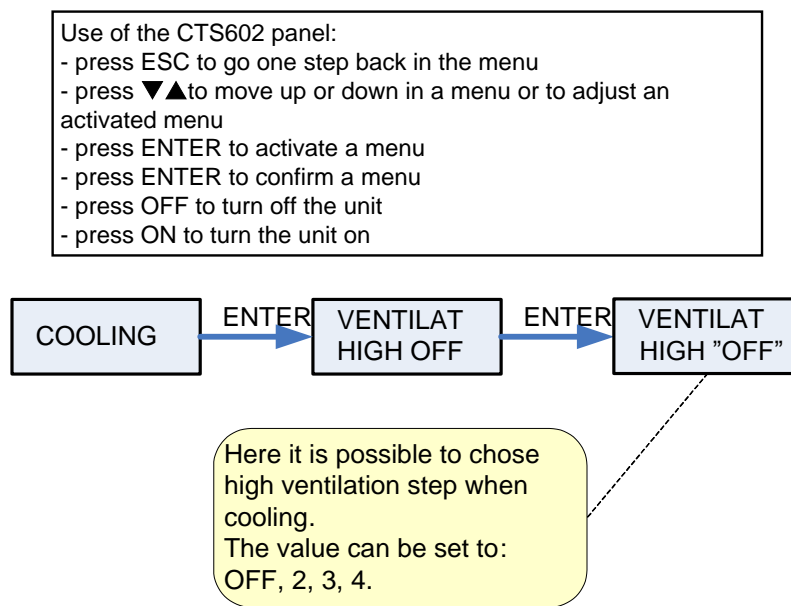 Use of the CTS602 panel:
- press ESC to go one step back in the menu
- press ▼▲to move up or down in a menu or to adjust an
activated menu
- press ENTER to activate a menu
- press ENTER to confirm a menu
- press OFF to turn off the unit
- press ON to turn the unit on
COOLING
ENTER
VENTILAT
HIGH OFF
ENTER
VENTILAT
HIGH ”OFF”
Here it is possible to chose
high ventilation step when
cooling.
The value can be set to:
OFF, 2, 3, 4.